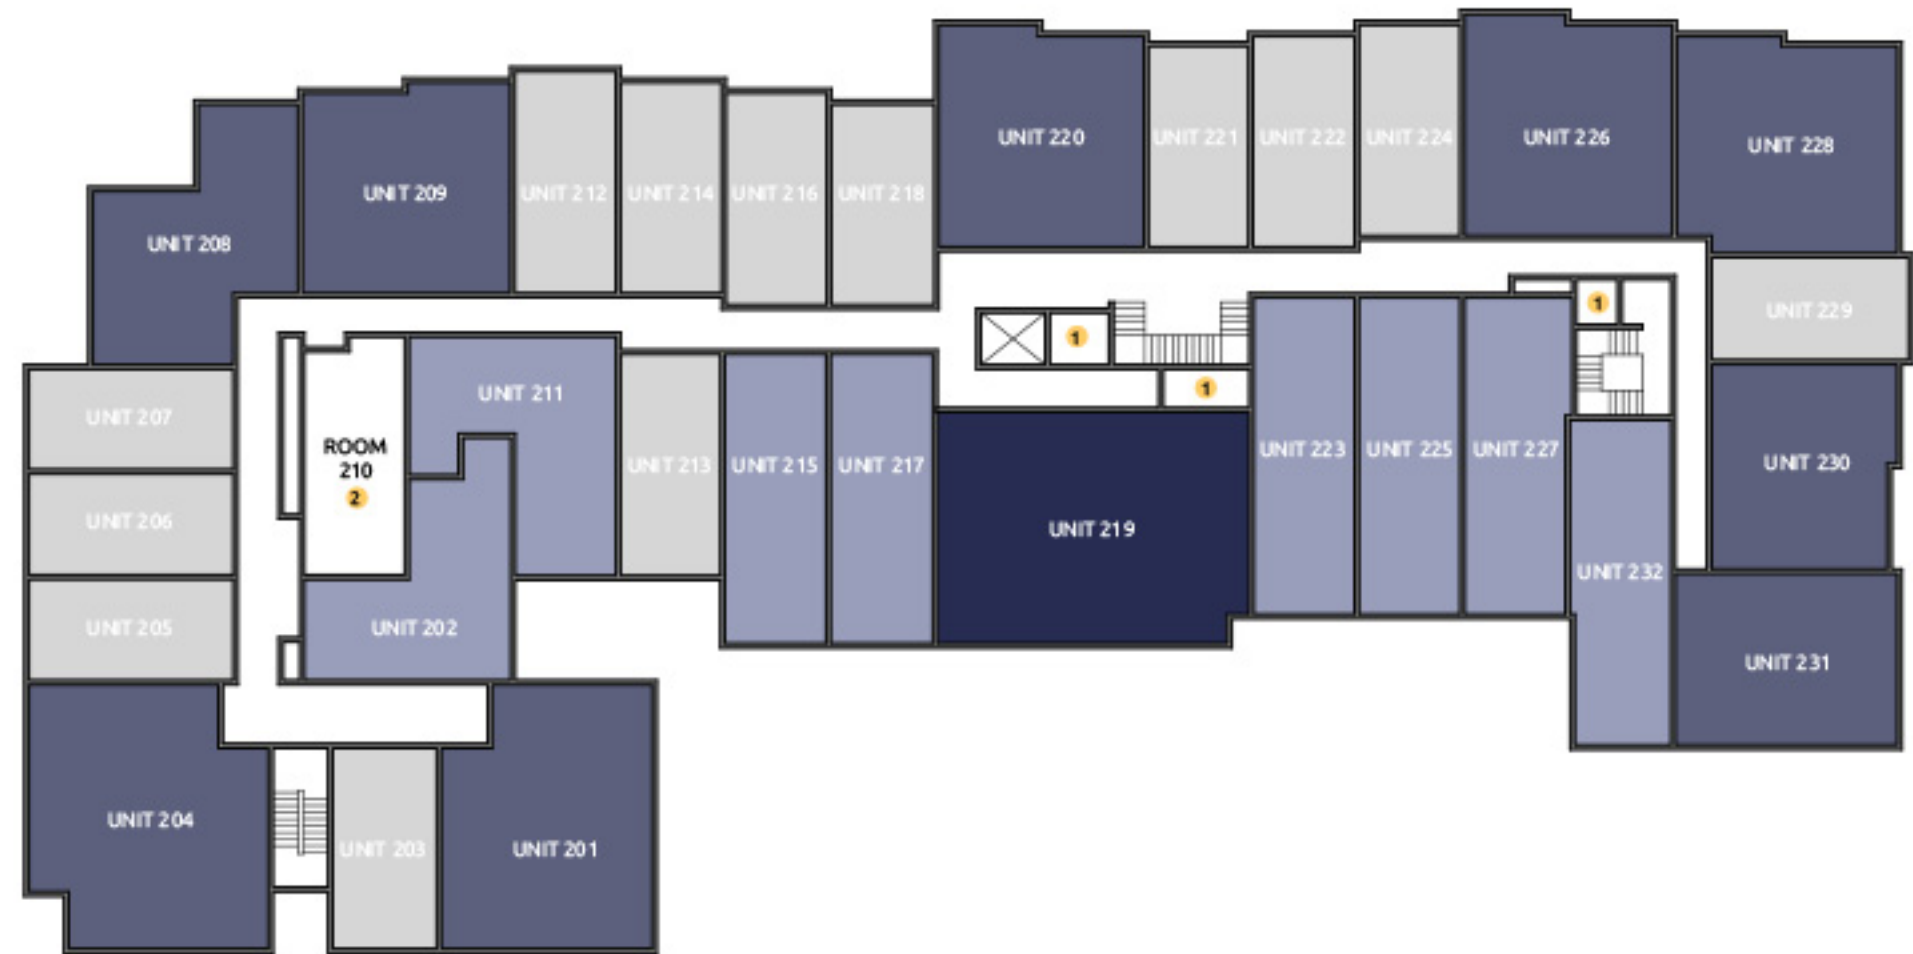 UNIT 220
UNIT 221
UNIT 222
UNIT 224
UNIT 226
UNIT 228
UNIT 208
UNIT 209
UNIT 212
UNIT 214
UNIT 216
UNIT 218
UNIT 229
1
1
1
UNIT 207
UNIT 206
UNIT 205
ROOM
210
2
UNIT 211
UNIT 202
UNIT 213
UNIT 215
UNIT 217
UNIT 219
UNIT 223
UNIT 225
UNIT 227
UNIT 232
UNIT 230
UNIT 231
UNIT 204
UNIT 203
UNIT 201